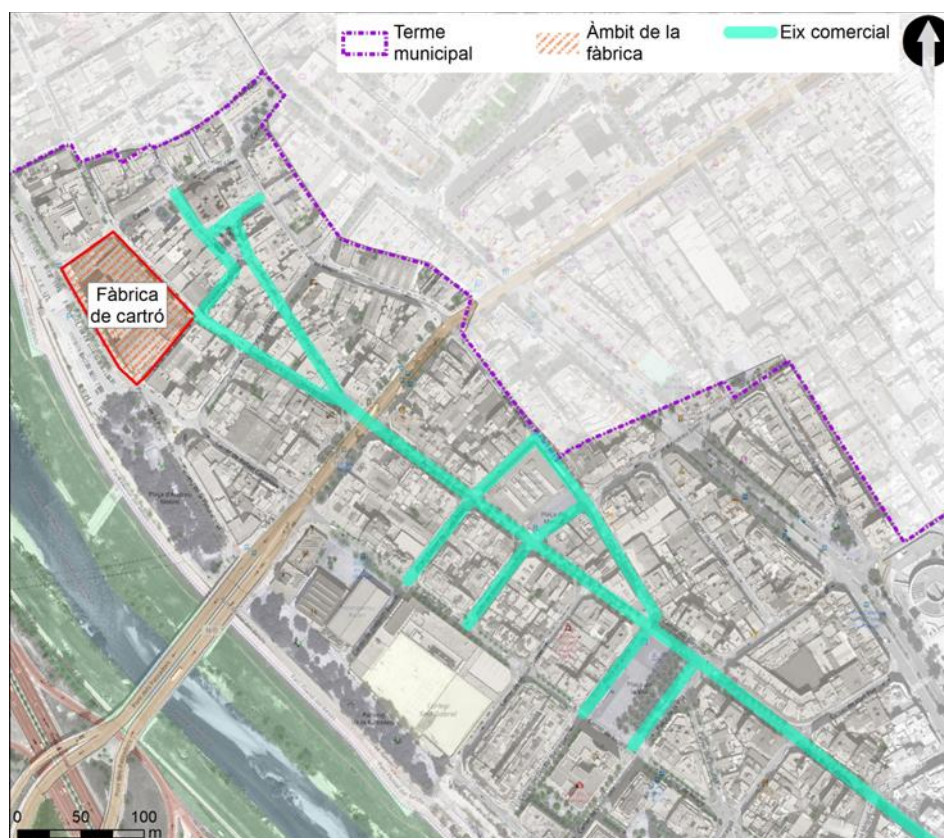 Terme
municipal
Àmbit de la
fàbrica
Eix comercial
Fàbrica
de cartró
0 50 100
m